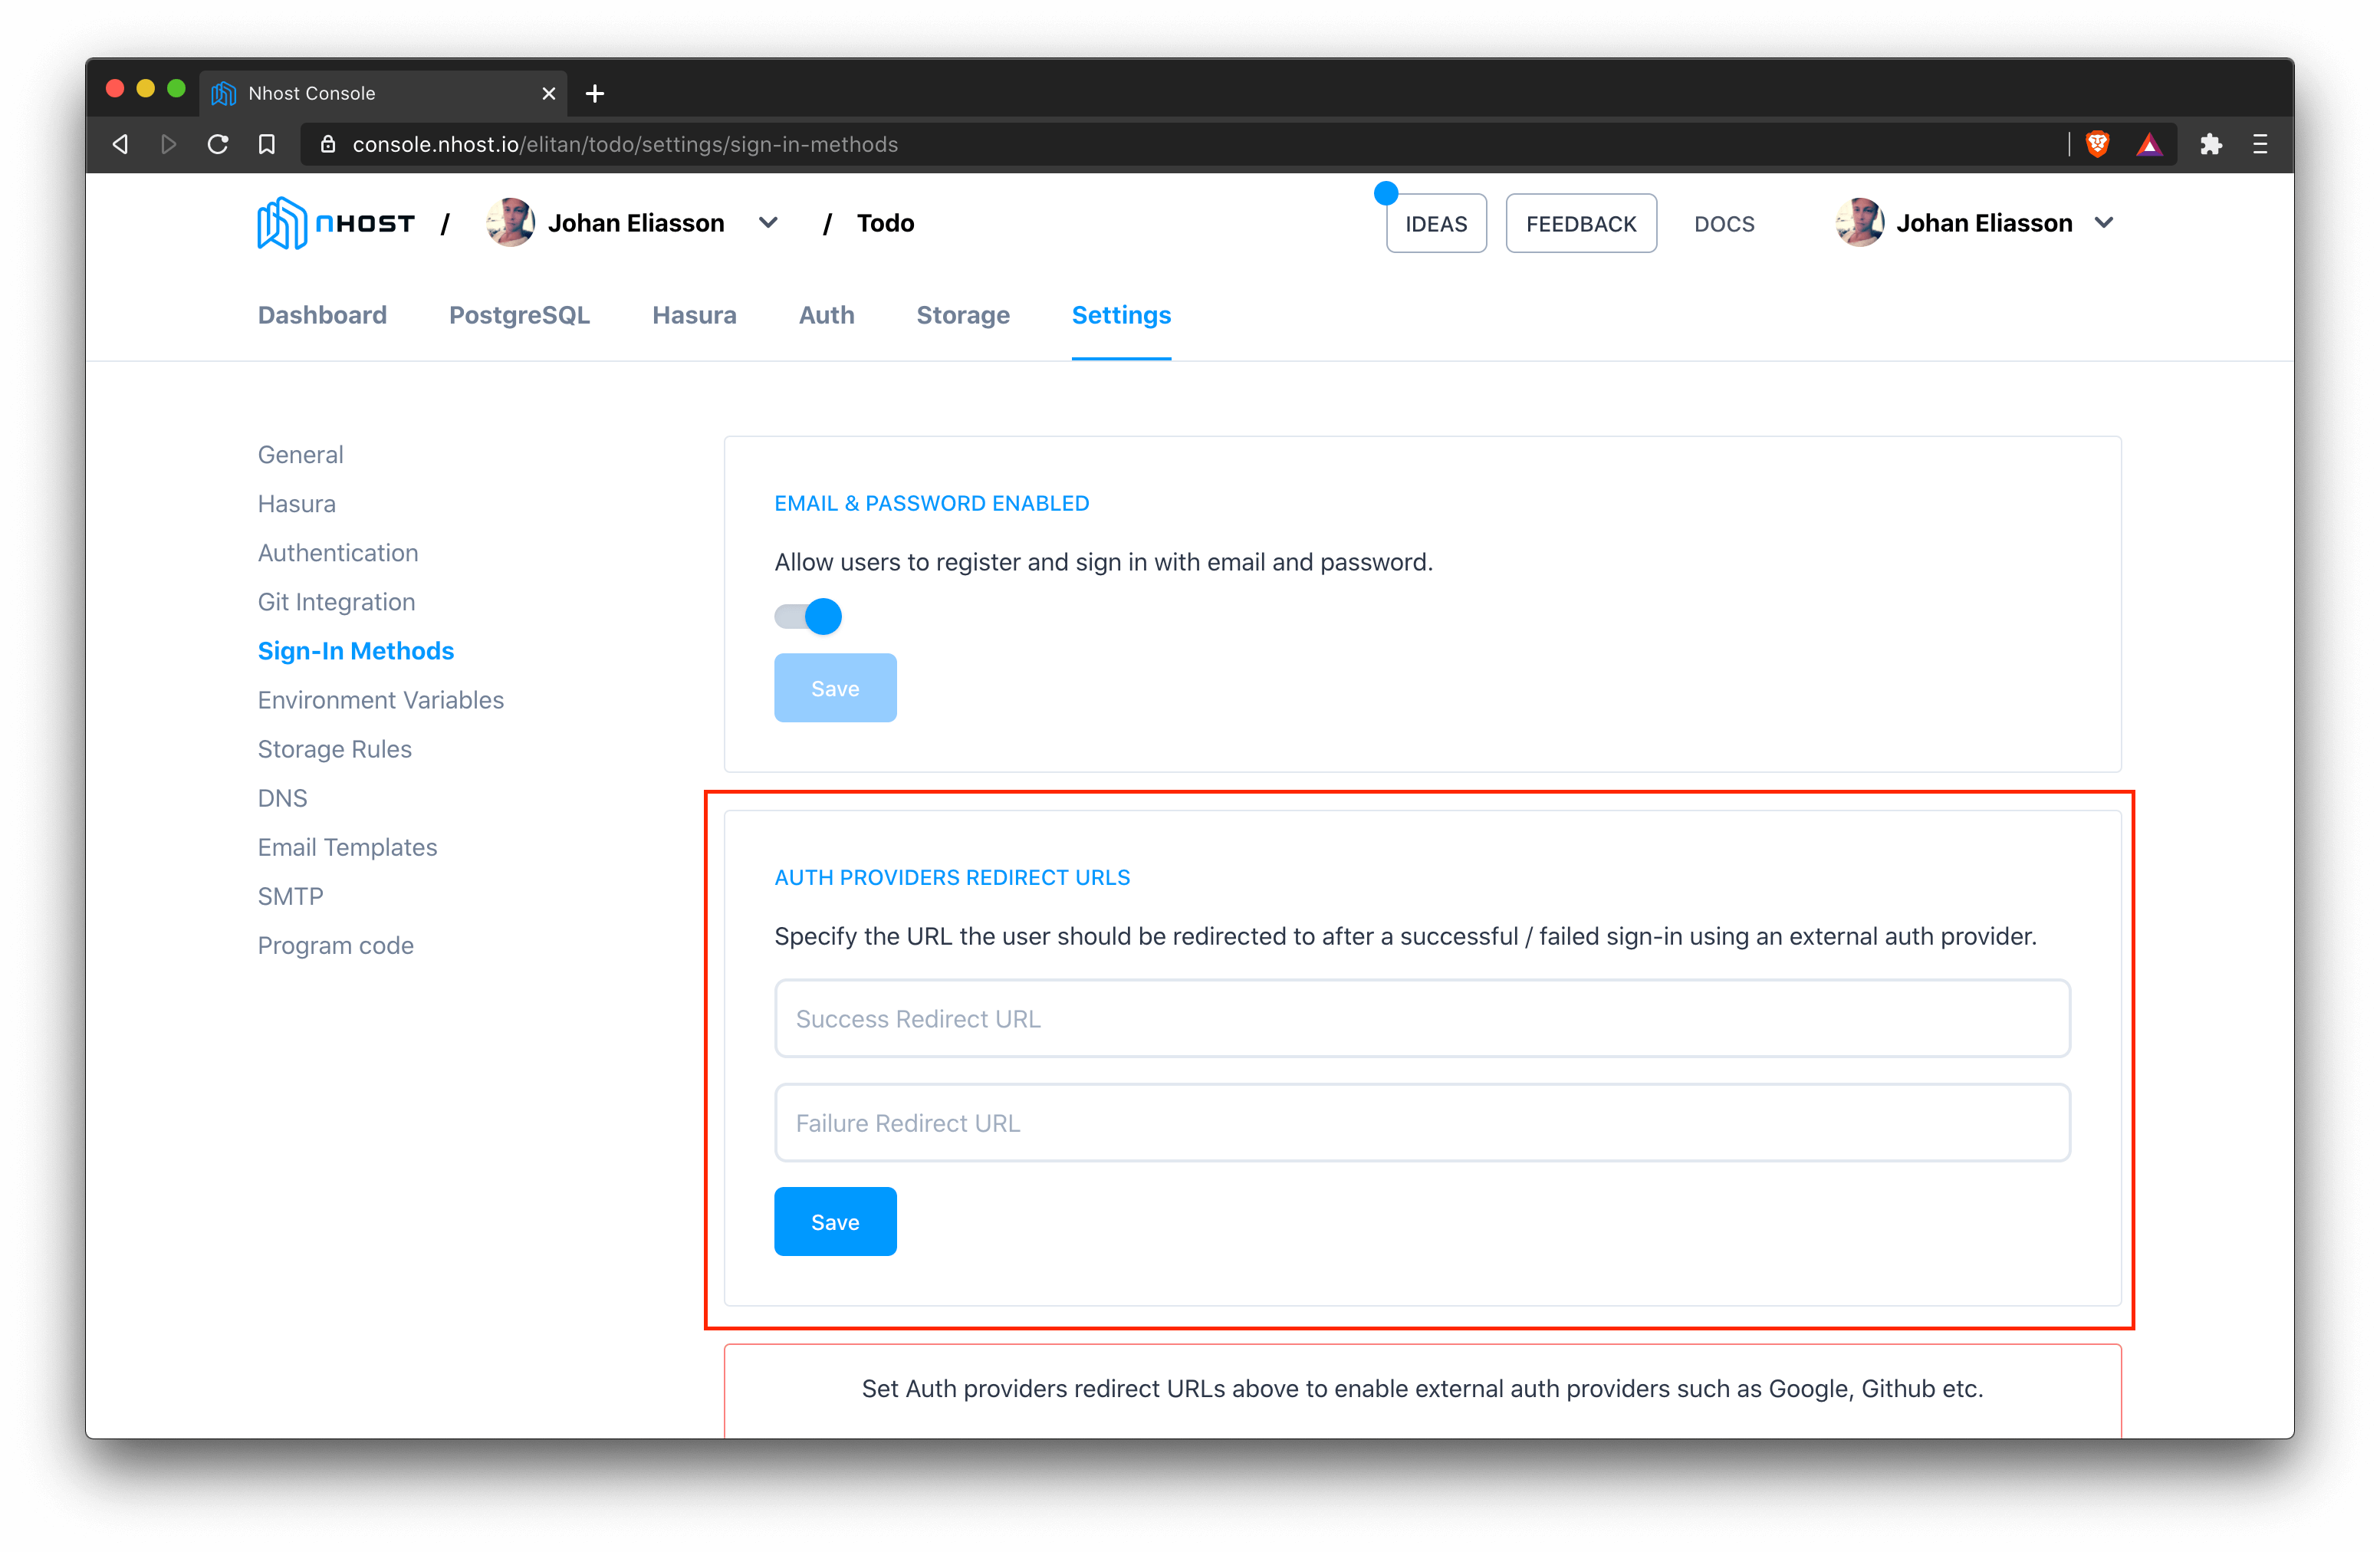 Nhost Console
console.nhost.io/elitan/todo/settings/sign-in-methods
nHOST / Johan Eliasson / Todo
IDEAS FEEDBACK DOCS Johan Eliasson
Dashboard PostgreSQL Hasura Auth Storage Settings
General
Hasura
Authentication
Git Integration
Sign-In Methods
Environment Variables
Storage Rules
DNS
Email Templates
SMTP
Program code
EMAIL & PASSWORD ENABLED
Allow users to register and sign in with email and password.
Save
AUTH PROVIDERS REDIRECT URLS
Specify the URL the user should be redirected to after a successful / failed sign-in using an external auth provider.
Success Redirect URL
Failure Redirect URL
Save
Set Auth providers redirect URLs above to enable external auth providers such as Google, Github etc.